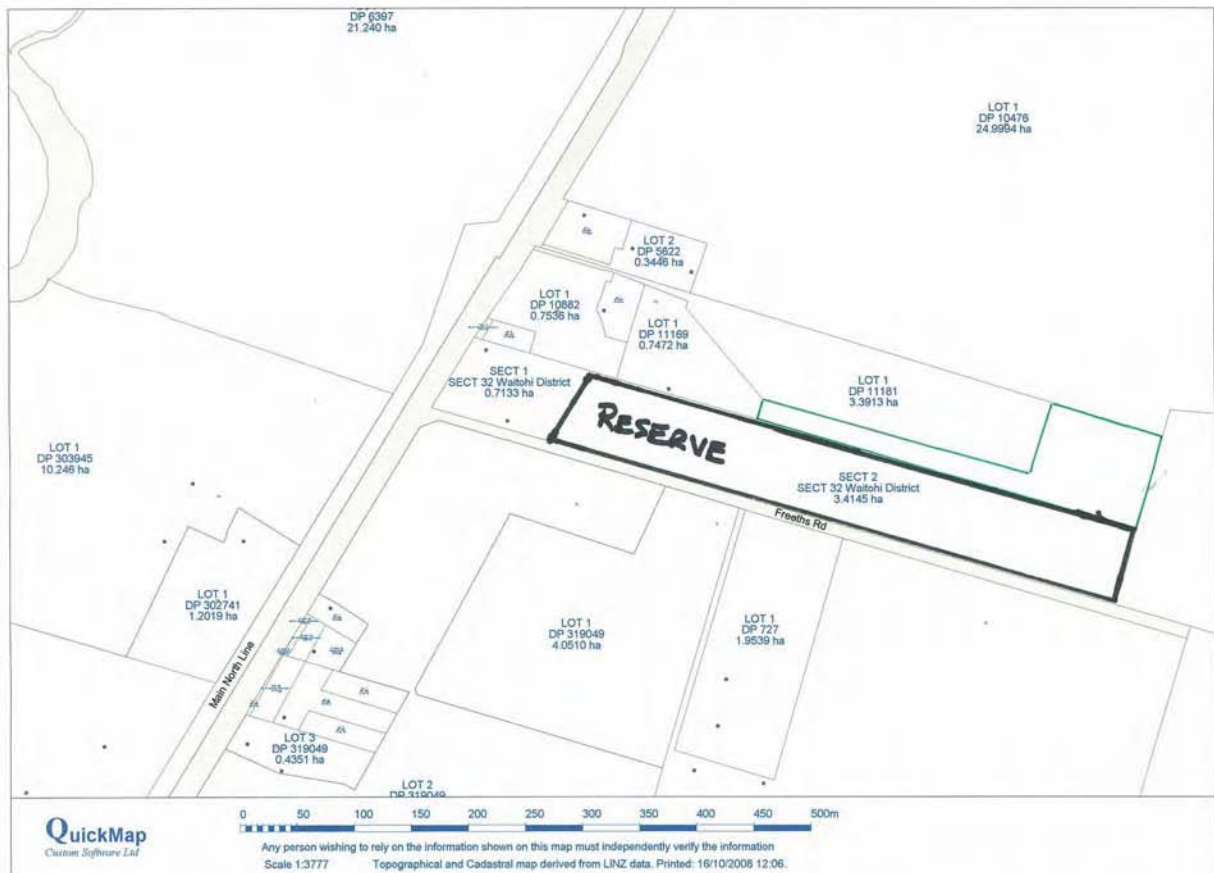 DP 6397
21.240 ha
LOT 1
DP 10476
24.9994 ha
LOT 2
DP 5622
0.3446 ha
LOT 1
DP 10882
0.7536 ha
LOT 1
DP 11169
0.7472 ha
SECT 1
SECT 32 Waitohi District
0.7133 ha
LOT 1
DP 11181
3.3913 ha
RESERVE
LOT 1
DP 303945
10.246 ha
SECT 2
SECT 32 Waitohi District
3.4145 ha
Freeths Rd
LOT 1
DP 302741
1.2019 ha
LOT 1
DP 319049
4.0510 ha
LOT 1
DP 727
1.9539 ha
Main North Line
LOT 3
DP 319049
0.4351 ha
LOT 2
DP 319049
QuickMap
Custom Software Ltd
0 50 100 150 200 250 300 350 400 450 500m
Any person wishing to rely on the information shown on this map must independently verify the information
Scale 1:3777 Topographical and Cadastral map derived from LINZ data. Printed: 16/10/2008 12:06.